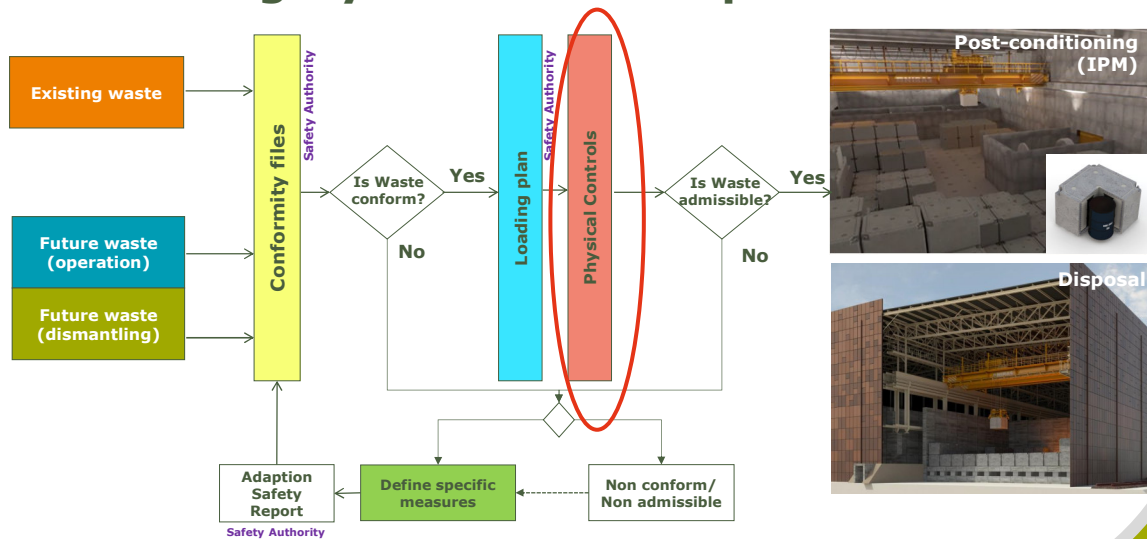 Existing waste
Future waste
(operation)
Future waste
(dismantling)
Conformity files
Safety Authority
Is Waste
conform?
Yes
No
Loading plan
Safety Authority
Physical Controls
Is Waste
admissible?
Yes
No
Post-conditioning
(IPM)
Disposal
Adaption
Safety
Report
Safety Authority
Define specific
measures
Non conform/
Non admissible